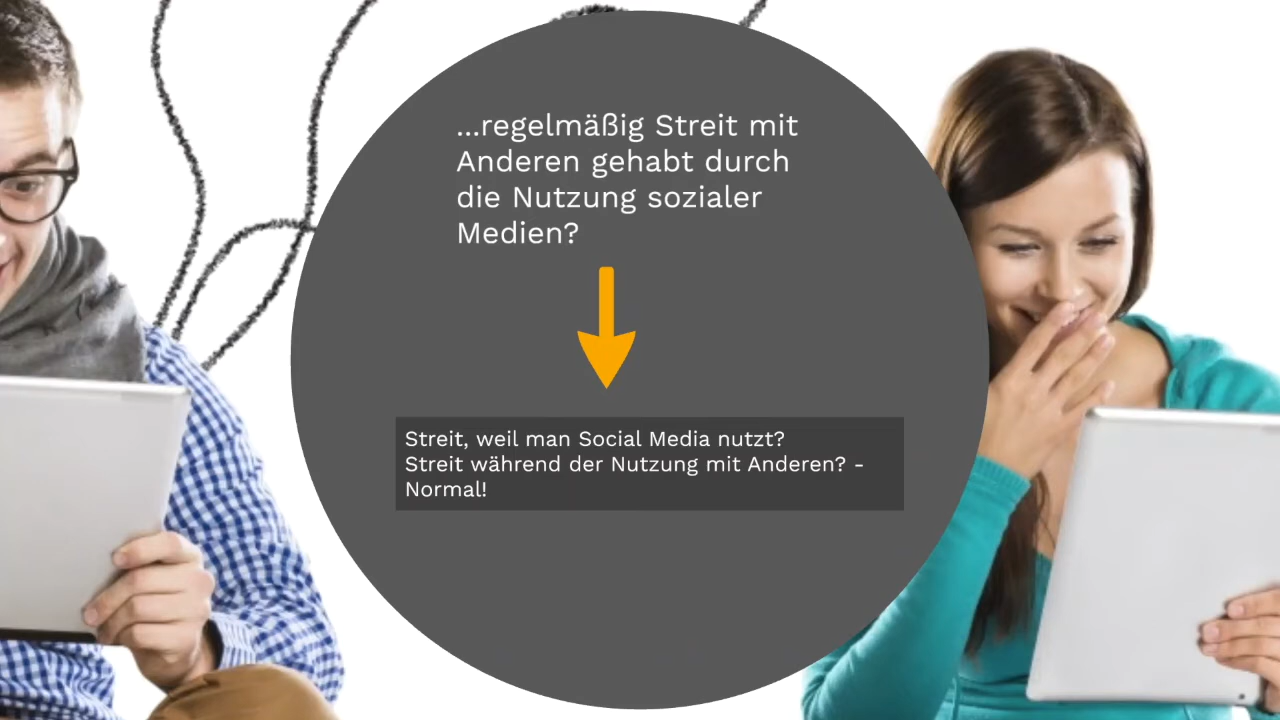 ...regelmäßig Streit mit
Anderen gehabt durch
die Nutzung sozialer
Medien?
Streit, weil man Social Media nutzt?
Streit während der Nutzung mit Anderen? -
Normal!